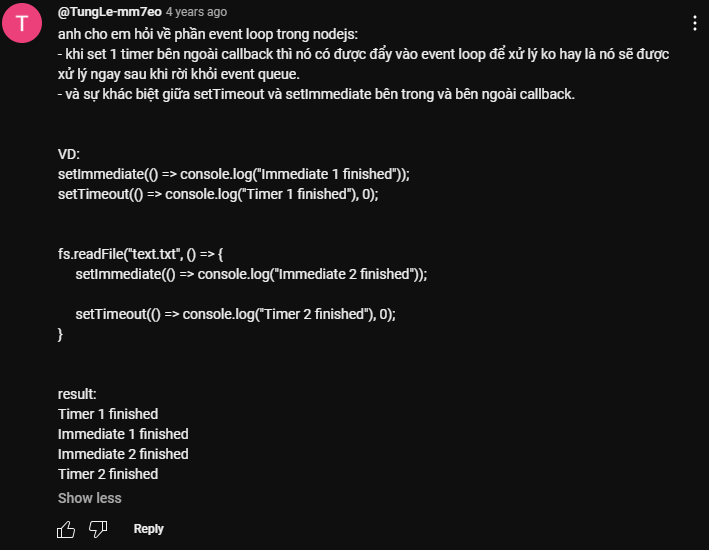 T
@TungLe-mm7eo 4 years ago
anh cho em hỏi về phần event loop trong nodejs:
- khi set 1 timer bên ngoài callback thì nó có được đẩy vào event loop để xử lý ko hay là nó sẽ được
xử lý ngay sau khi rời khỏi event queue.
- và sự khác biệt giữa setTimeout và setImmediate bên trong và bên ngoài callback.
VD:
setImmediate(() => console.log("Immediate 1 finished"));
setTimeout(() => console.log("Timer 1 finished"), 0);
fs.readFile("text.txt", () => {
setImmediate(() => console.log("Immediate 2 finished"));
setTimeout(() => console.log("Timer 2 finished"), 0);
}
result:
Timer 1 finished
Immediate 1 finished
Immediate 2 finished
Timer 2 finished
Show less
Reply